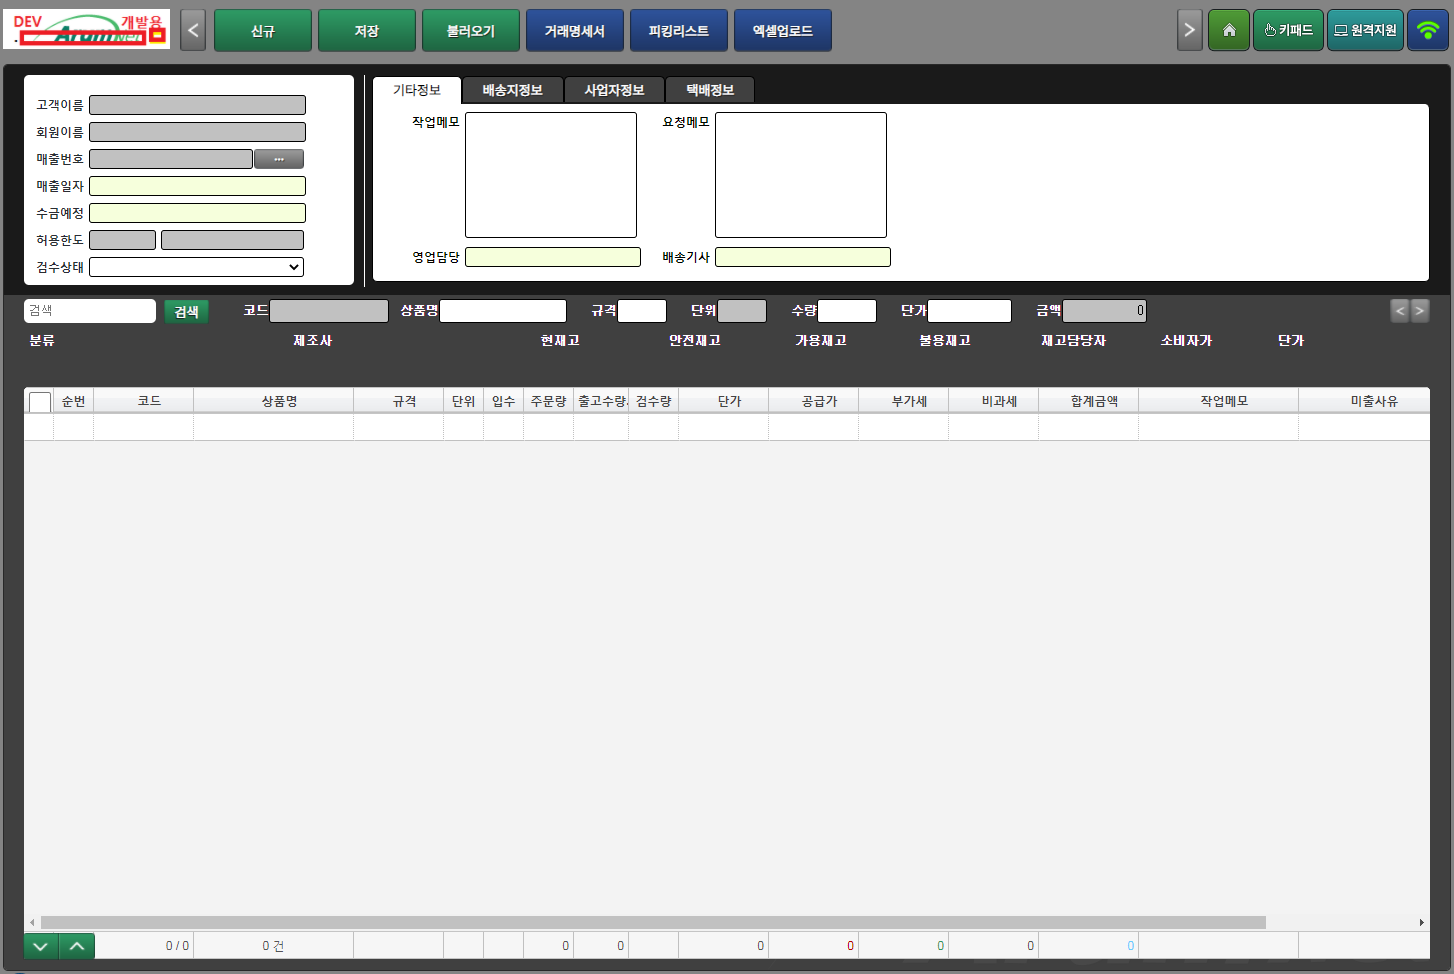 DEV 개발용
< 신규 저장 불러오기 거래명세서 피킹리스트 엑셀업로드 > 키패드 원격지원
고객이름
회원이름
매출번호 ...
매출일자
수금예정
허용한도
검수상태
기타정보 배송지정보 사업자정보 택배정보
작업메모 요청메모
영업담당 배송기사
검색 검색 코드 상품명 규격 단위 수량 단가 금액 0 < >
분류 제조사 현재고 안전재고 가용재고 불용재고 재고담당자 소비자가 단가
순번 코드 상품명 규격 단위 입수 주문량 출고수량 검수량 단가 공급가 부가세 비과세 합계금액 작업메모 미출사유
0 / 0 0 건 0 0 0 0 0 0 0